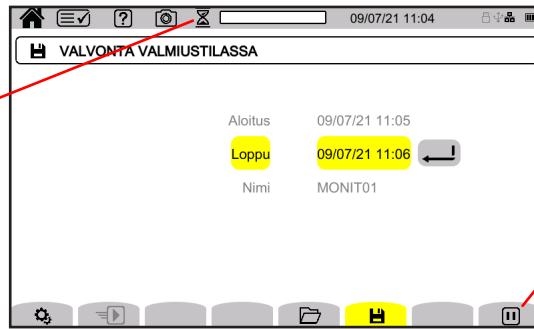 09/07/21 11:04
VALVONTA VALMIUSTILASSA
Aloitus 09/07/21 11:05
Loppu 09/07/21 11:06
Nimi MONIT01